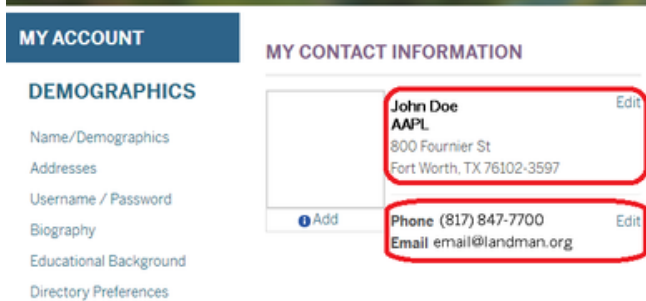 MY ACCOUNT
DEMOGRAPHICS
Name/Demographics
Addresses
Username / Password
Biography
Educational Background
Directory Preferences
MY CONTACT INFORMATION
John Doe
Edit
AAPL
800 Fournier St
Fort Worth, TX 76102-3597
Add
Phone (817) 847-7700
Edit
Email email@landman.org